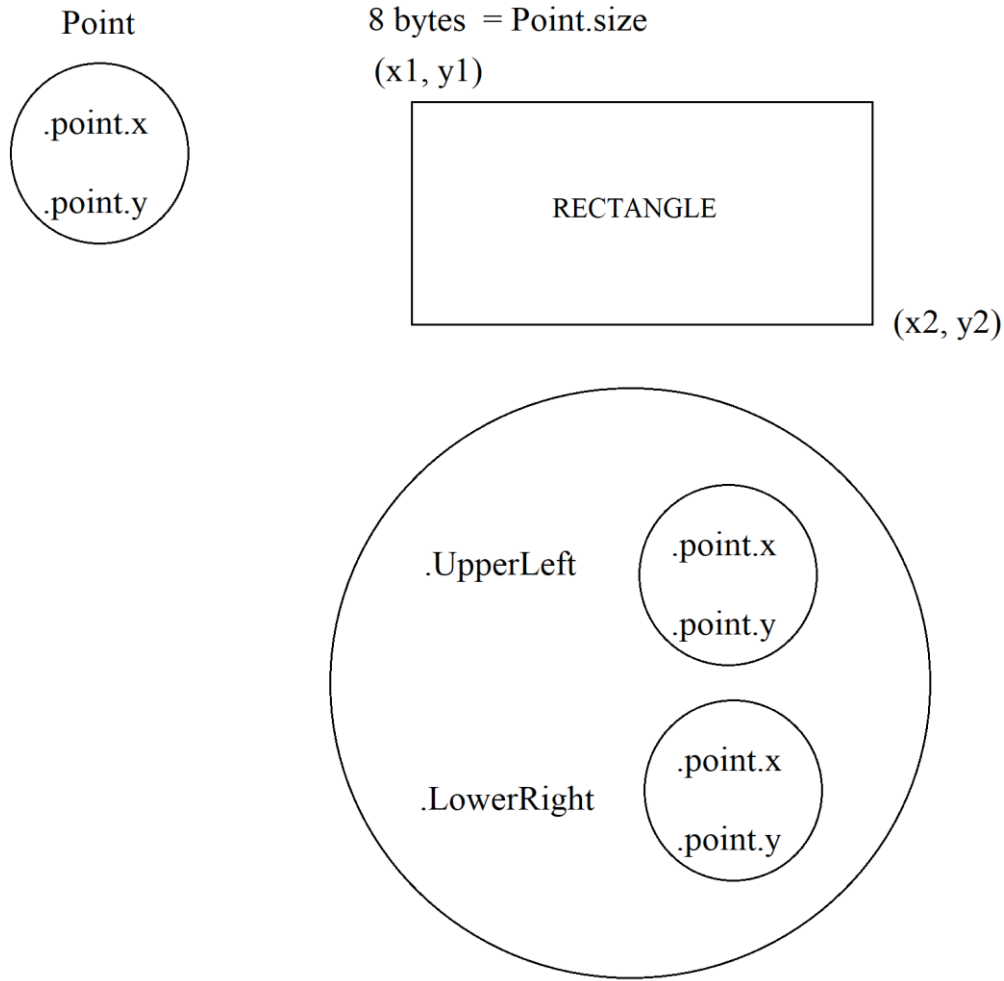 Point
8 bytes = Point.size
(x1, y1)
.point.x
.point.y
RECTANGLE
(x2, y2)
.UpperLeft
.point.x
.point.y
.LowerRight
.point.x
.point.y